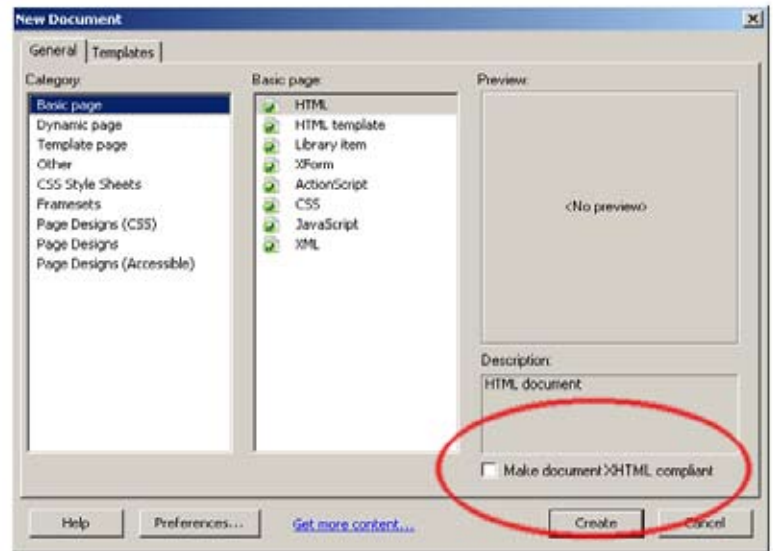 New Document
General
Templates
Category:
Basic page
Dynamic page
Template page
Other
CSS Style Sheets
Framesets
Page Designs (CSS)
Page Designs
Page Designs (Accessible)
Basic page:
HTML
HTML template
Library item
XForm
ActionScript
CSS
JavaScript
XML
Preview:
<No preview>
Description:
HTML document
Make document XHTML compliant
Help
Preferences...
Get more content...
Create
Cancel